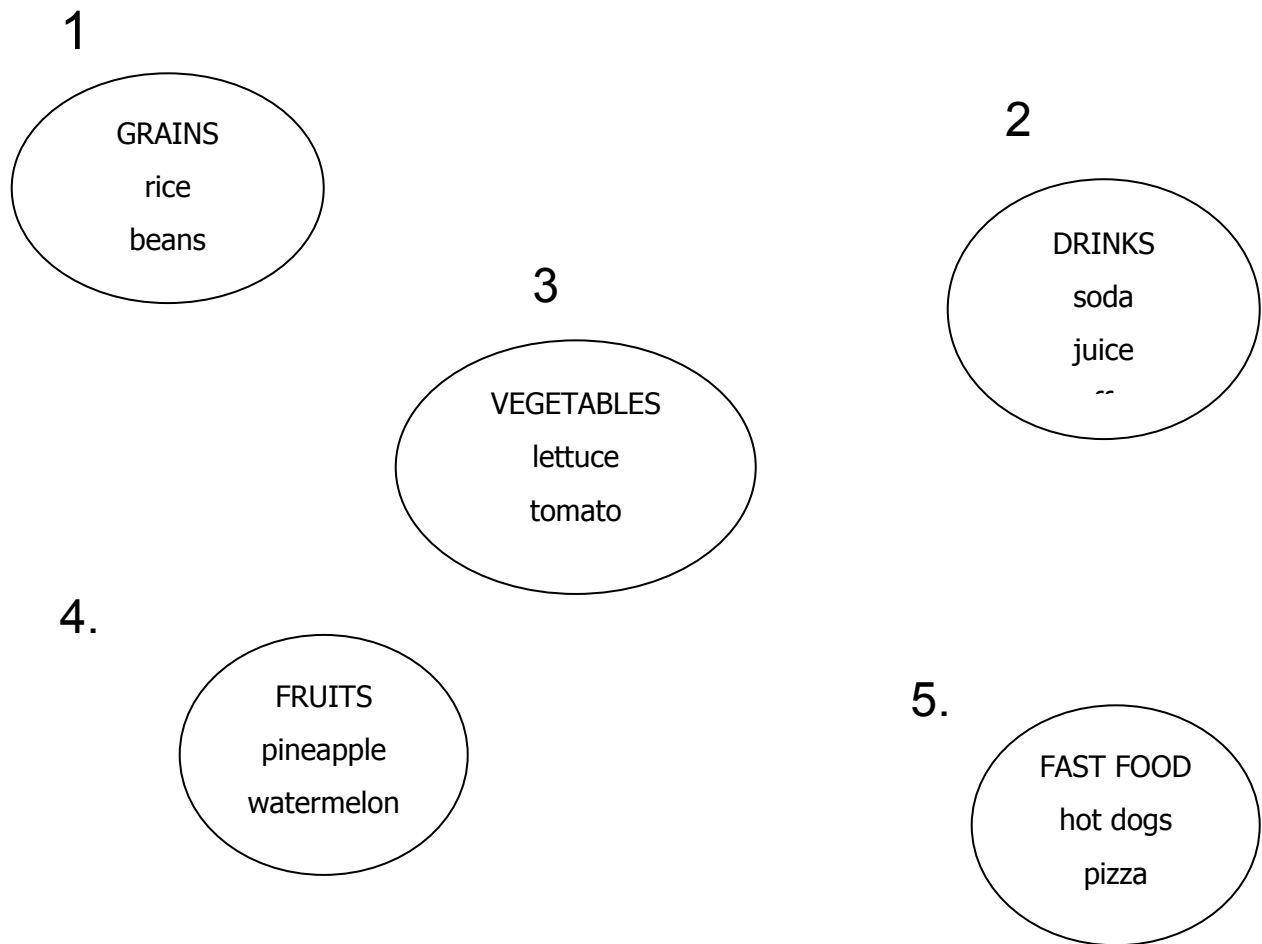 1
GRAINS
rice
beans
2
DRINKS
soda
juice
3
VEGETABLES
lettuce
tomato
4.
FRUITS
pineapple
watermelon
5.
FAST FOOD
hot dogs
pizza